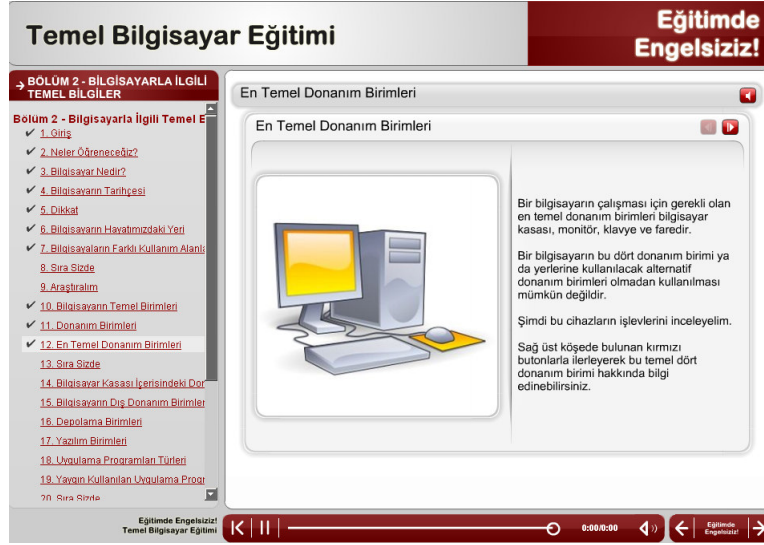 Temel Bilgisayar Eğitimi
Eğitimde
Engelsiziz!
BÖLÜM 2 - BİLGİSAYARLA İLGİLİ
TEMEL BİLGİLER
Bölüm 2 - Bilgisayarla İlgili Temel B
1. Giriş
2. Neler Öğreneceğiz?
3. Bilgisayar Nedir?
4. Bilgisayarın Tarihçesi
5. Dikkat
6. Bilgisayarın Hayatımızdaki Yeri
7. Bilgisayaların Farklı Kullanım Alanla
8. Sıra Sizde
9. Araştıralım
10. Bilgisayarın Temel Birimleri
11. Donanım Birimleri
12. En Temel Donanım Birimleri
13. Sıra Sizde
14. Bilgisayar Kasası İçerisindeki Don
15. Bilgisayarın Dış Donanım Birimler
16. Depolama Birimleri
17. Yazılım Birimleri
18. Uygulama Programları Türleri
19. Yaygın Kullanılan Uygulama Progr
20. Sıra Sizde
En Temel Donanım Birimleri
En Temel Donanım Birimleri
Bir bilgisayarın çalışması için gerekli olan
en temel donanım birimleri bilgisayar
kasası, monitör, klavye ve faredir.
Bir bilgisayarın bu dört donanım birimi ya
da yerlerine kullanılacak alternatif
donanım birimleri olmadan kullanılması
mümkün değildir.
Şimdi bu cihazların işlevlerini inceleyelim.
Sağ üst köşede bulunan kırmızı
butonlarla ilerleyerek bu temel dört
donanım birimi hakkında bilgi
edinebilirsiniz.
Eğitimde Engelsiziz!
Temel Bilgisayar Eğitimi
0:00/0:00
Eğitimde
Engelsiziz!